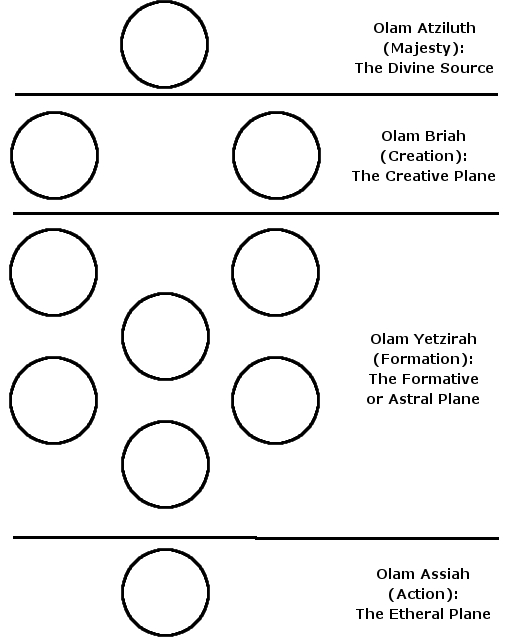 Olam Atziluth
(Majesty):
The Divine Source
Olam Briah
(Creation):
The Creative Plane
Olam Yetzirah
(Formation):
The Formative
or Astral Plane
Olam Assiah
(Action):
The Etheral Plane